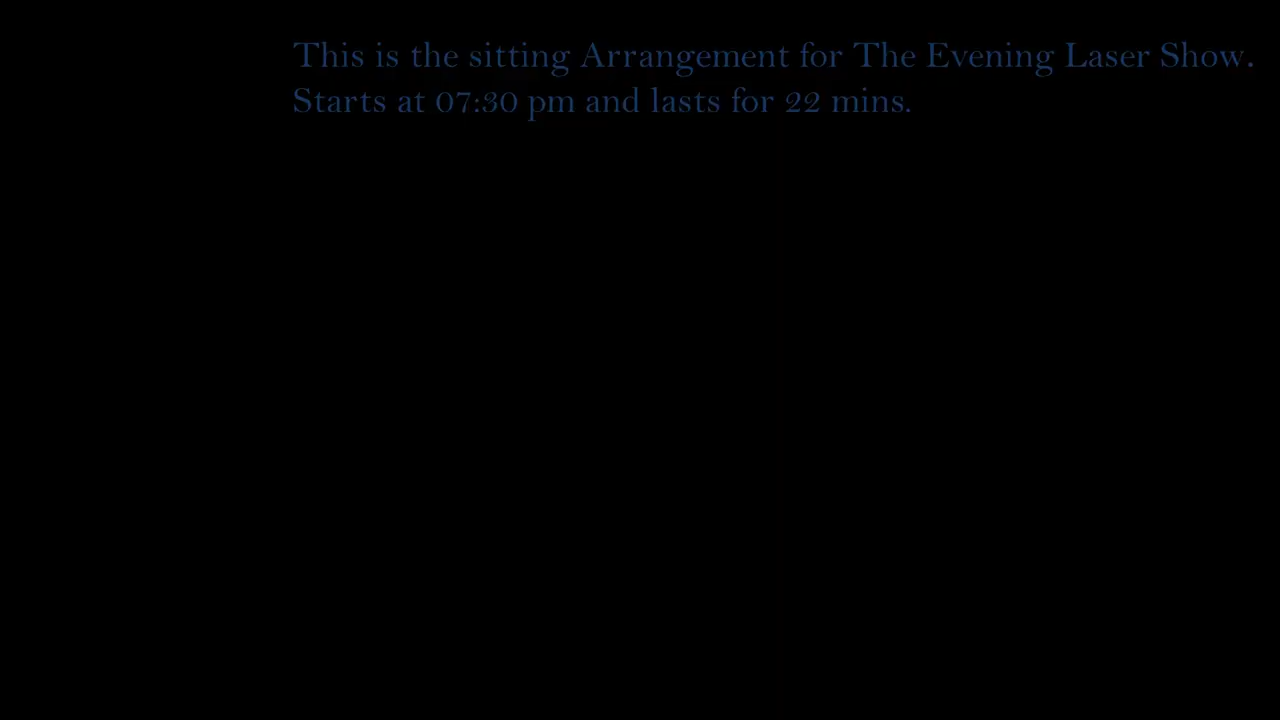 This is the sitting Arrangement for The Evening Laser Show.
Starts at 07:30 pm and lasts for 22 mins.